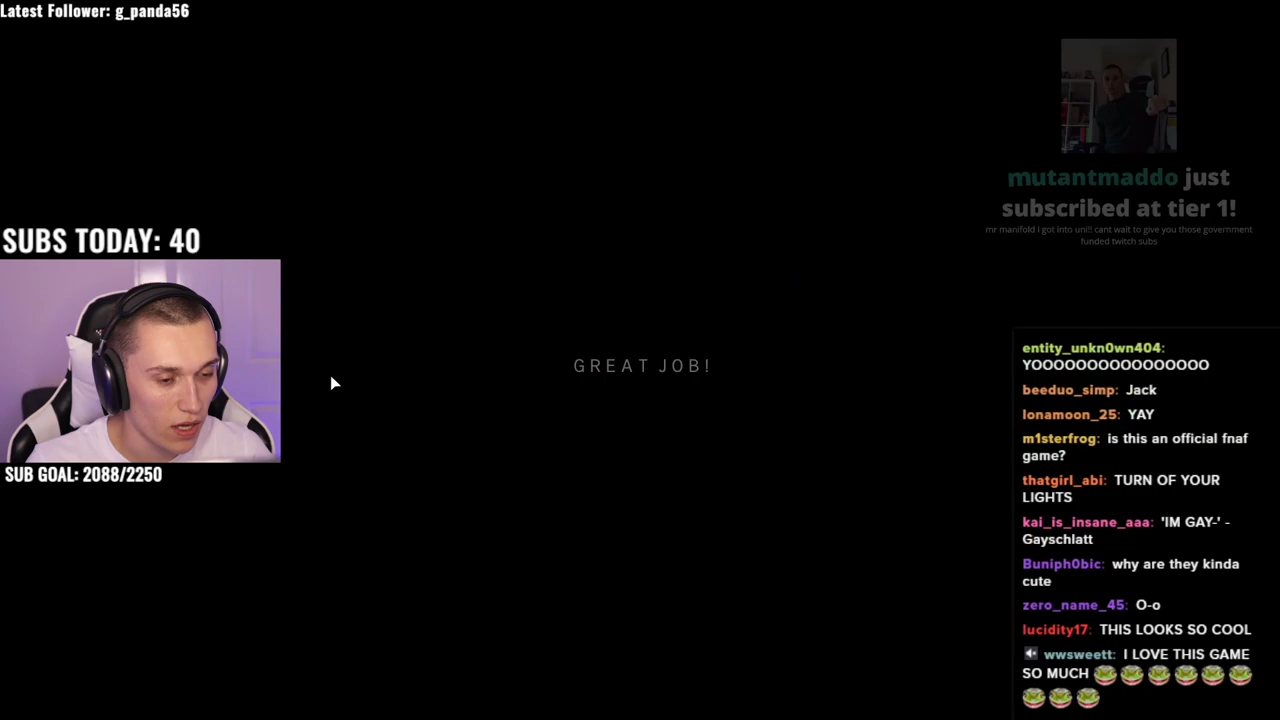 Latest Follower: g_panda56
mutantmaddo just
subscribed at tier 1!
mr manifold i got into uni!! cant wait to give you those government
funded twitch subs
SUBS TODAY: 40
SUB GOAL: 2088/2250
GREAT JOB!
entity_unkn0wn404:
YOOOOOOOOOOOOOOOO
beeduo_simp: Jack
lonamoon_25: YAY
m1sterfrog: is this an official fnaf
game?
thatgirl_abi: TURN OF YOUR
LIGHTS
kai_is_insane_aaa: 'IM GAY-' -
Gayschlatt
Buniph0bic: why are they kinda
cute
zero_name_45: O-o
lucidity17: THIS LOOKS SO COOL
wwsweett: I LOVE THIS GAME
SO MUCH